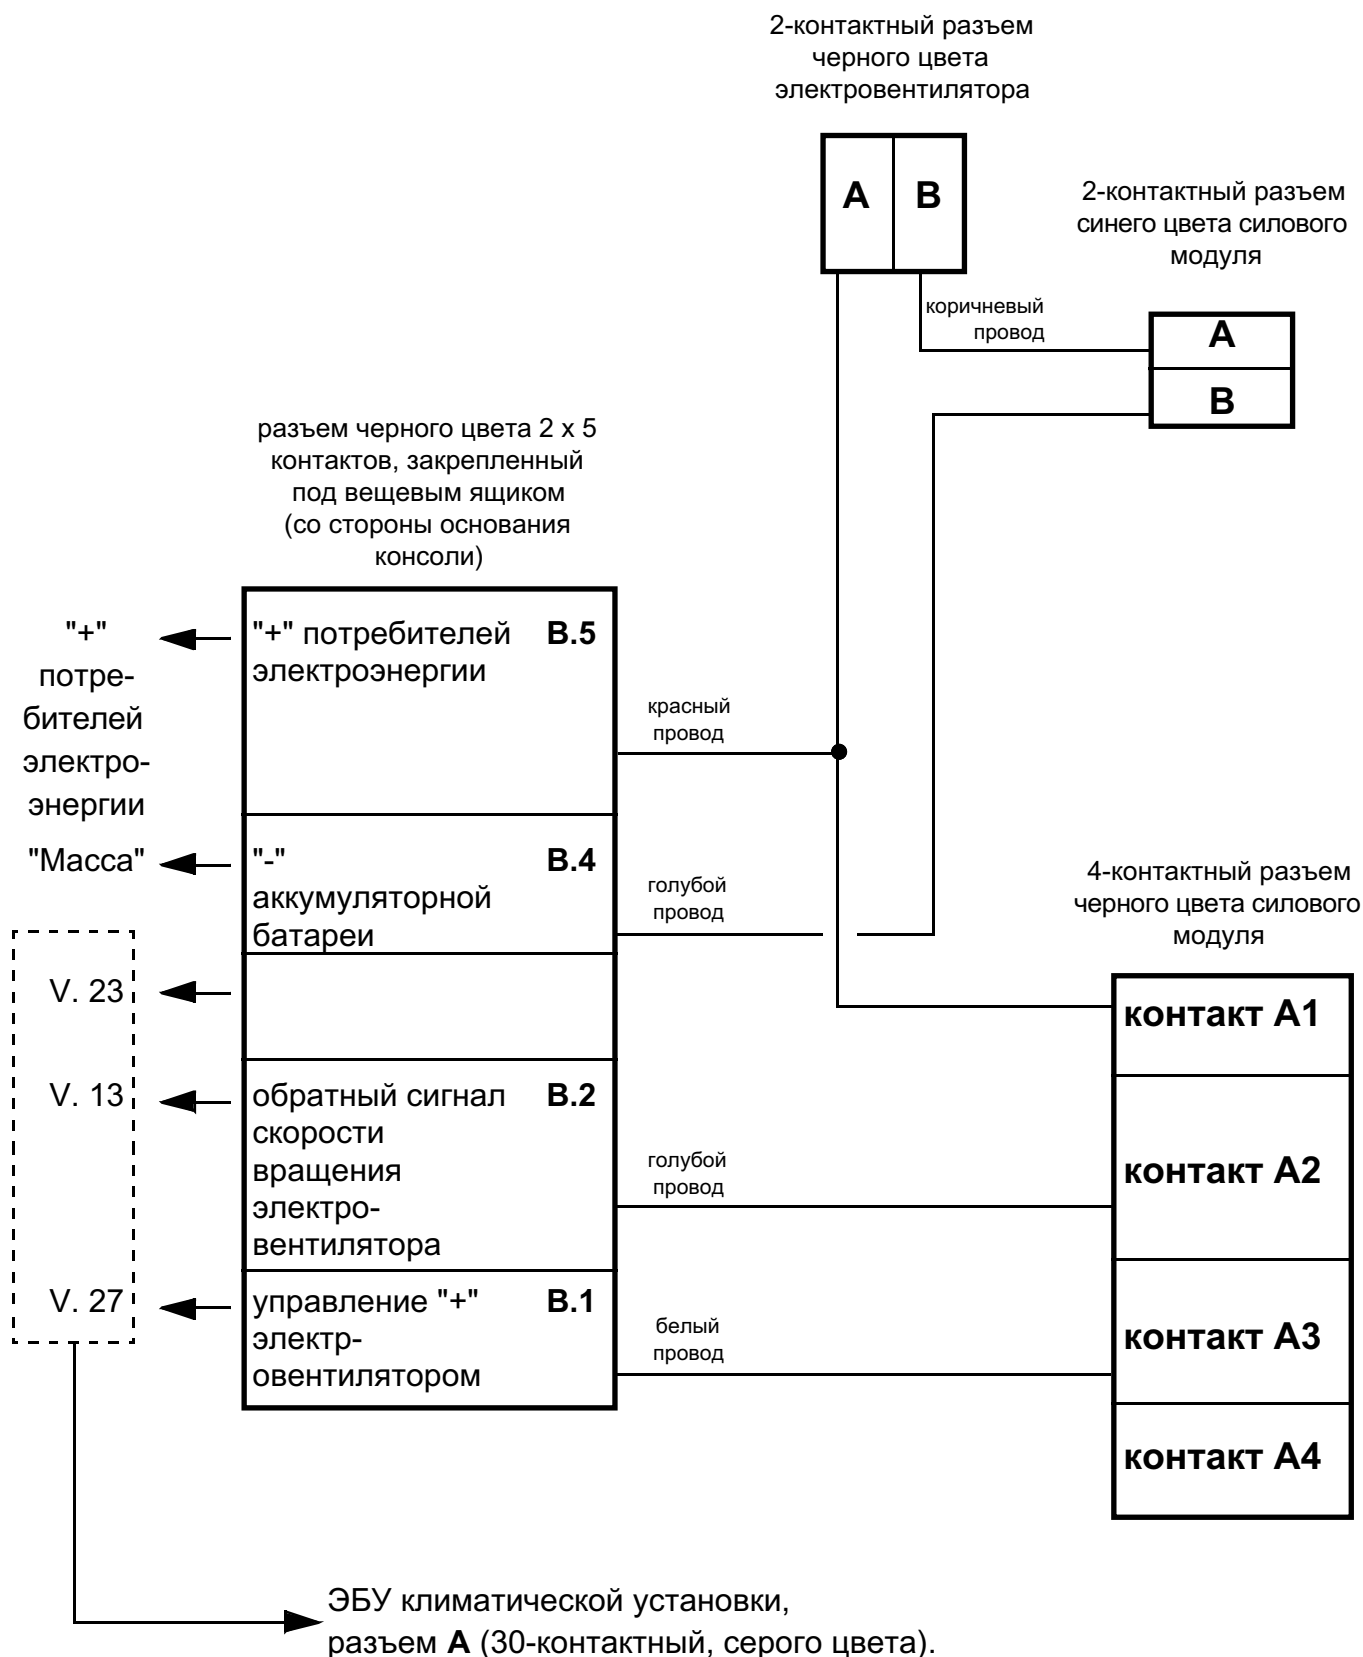 2-контактный разъем
черного цвета
электровентилятора
A
B
2-контактный разъем
синего цвета силового
модуля
коричневый
провод
A
B
разъем черного цвета 2 x 5
контактов, закрепленный
под вещевым ящиком
(со стороны основания
консоли)
"+"
потре-
бителей
электро-
энергии
"+" потребителей B.5
электроэнергии
красный
провод
"Масса"
"-" B.4
аккумуляторной
батареи
голубой
провод
4-контактный разъем
черного цвета силового
модуля
V. 23
контакт A1
V. 13
обратный сигнал B.2
скорости
вращения
электро-
вентилятора
голубой
провод
контакт A2
V. 27
управление "+" B.1
электр-
овентилятором
белый
провод
контакт A3
контакт A4
ЭБУ климатической установки,
разъем A (30-контактный, серого цвета).